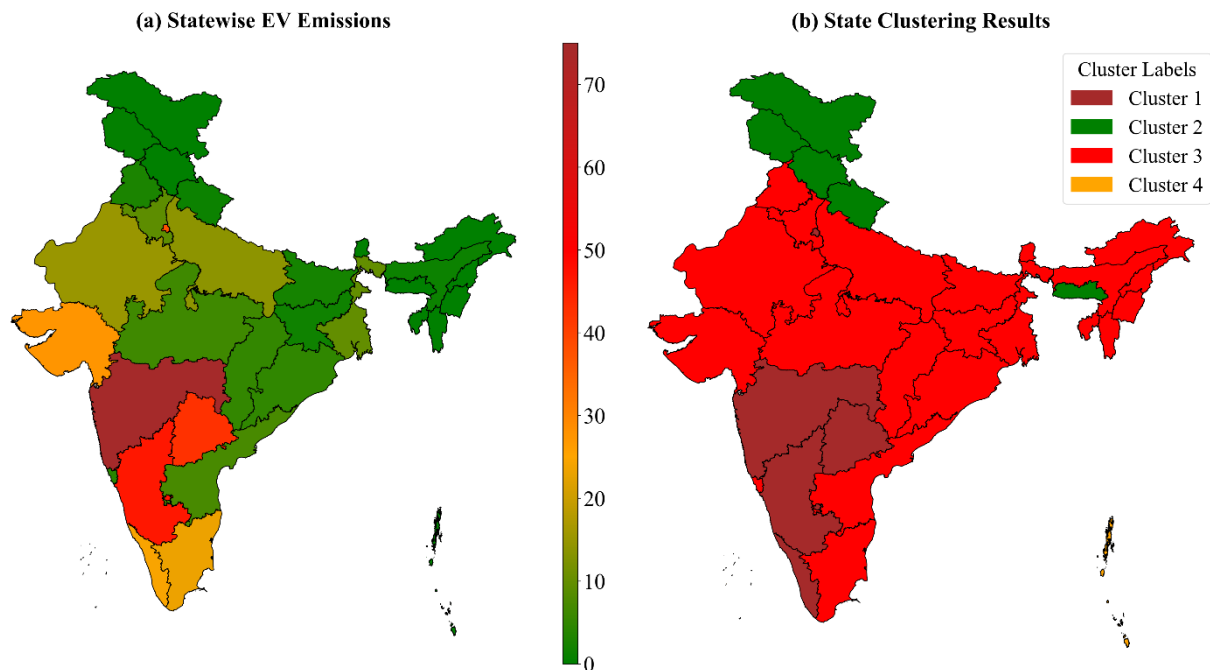 (a) Statewise EV Emissions
70
60
50
40
30
20
10
0
(b) State Clustering Results
Cluster Labels
Cluster 1
Cluster 2
Cluster 3
Cluster 4